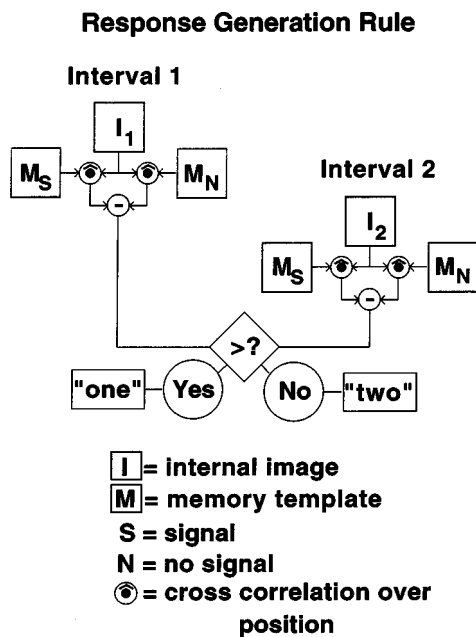 Response Generation Rule
Interval 1
I1
MS
MN
Interval 2
I2
MS
MN
-
-
>?
"one"
Yes
No
"two"
I = internal image
M = memory template
S = signal
N = no signal
= cross correlation over
position